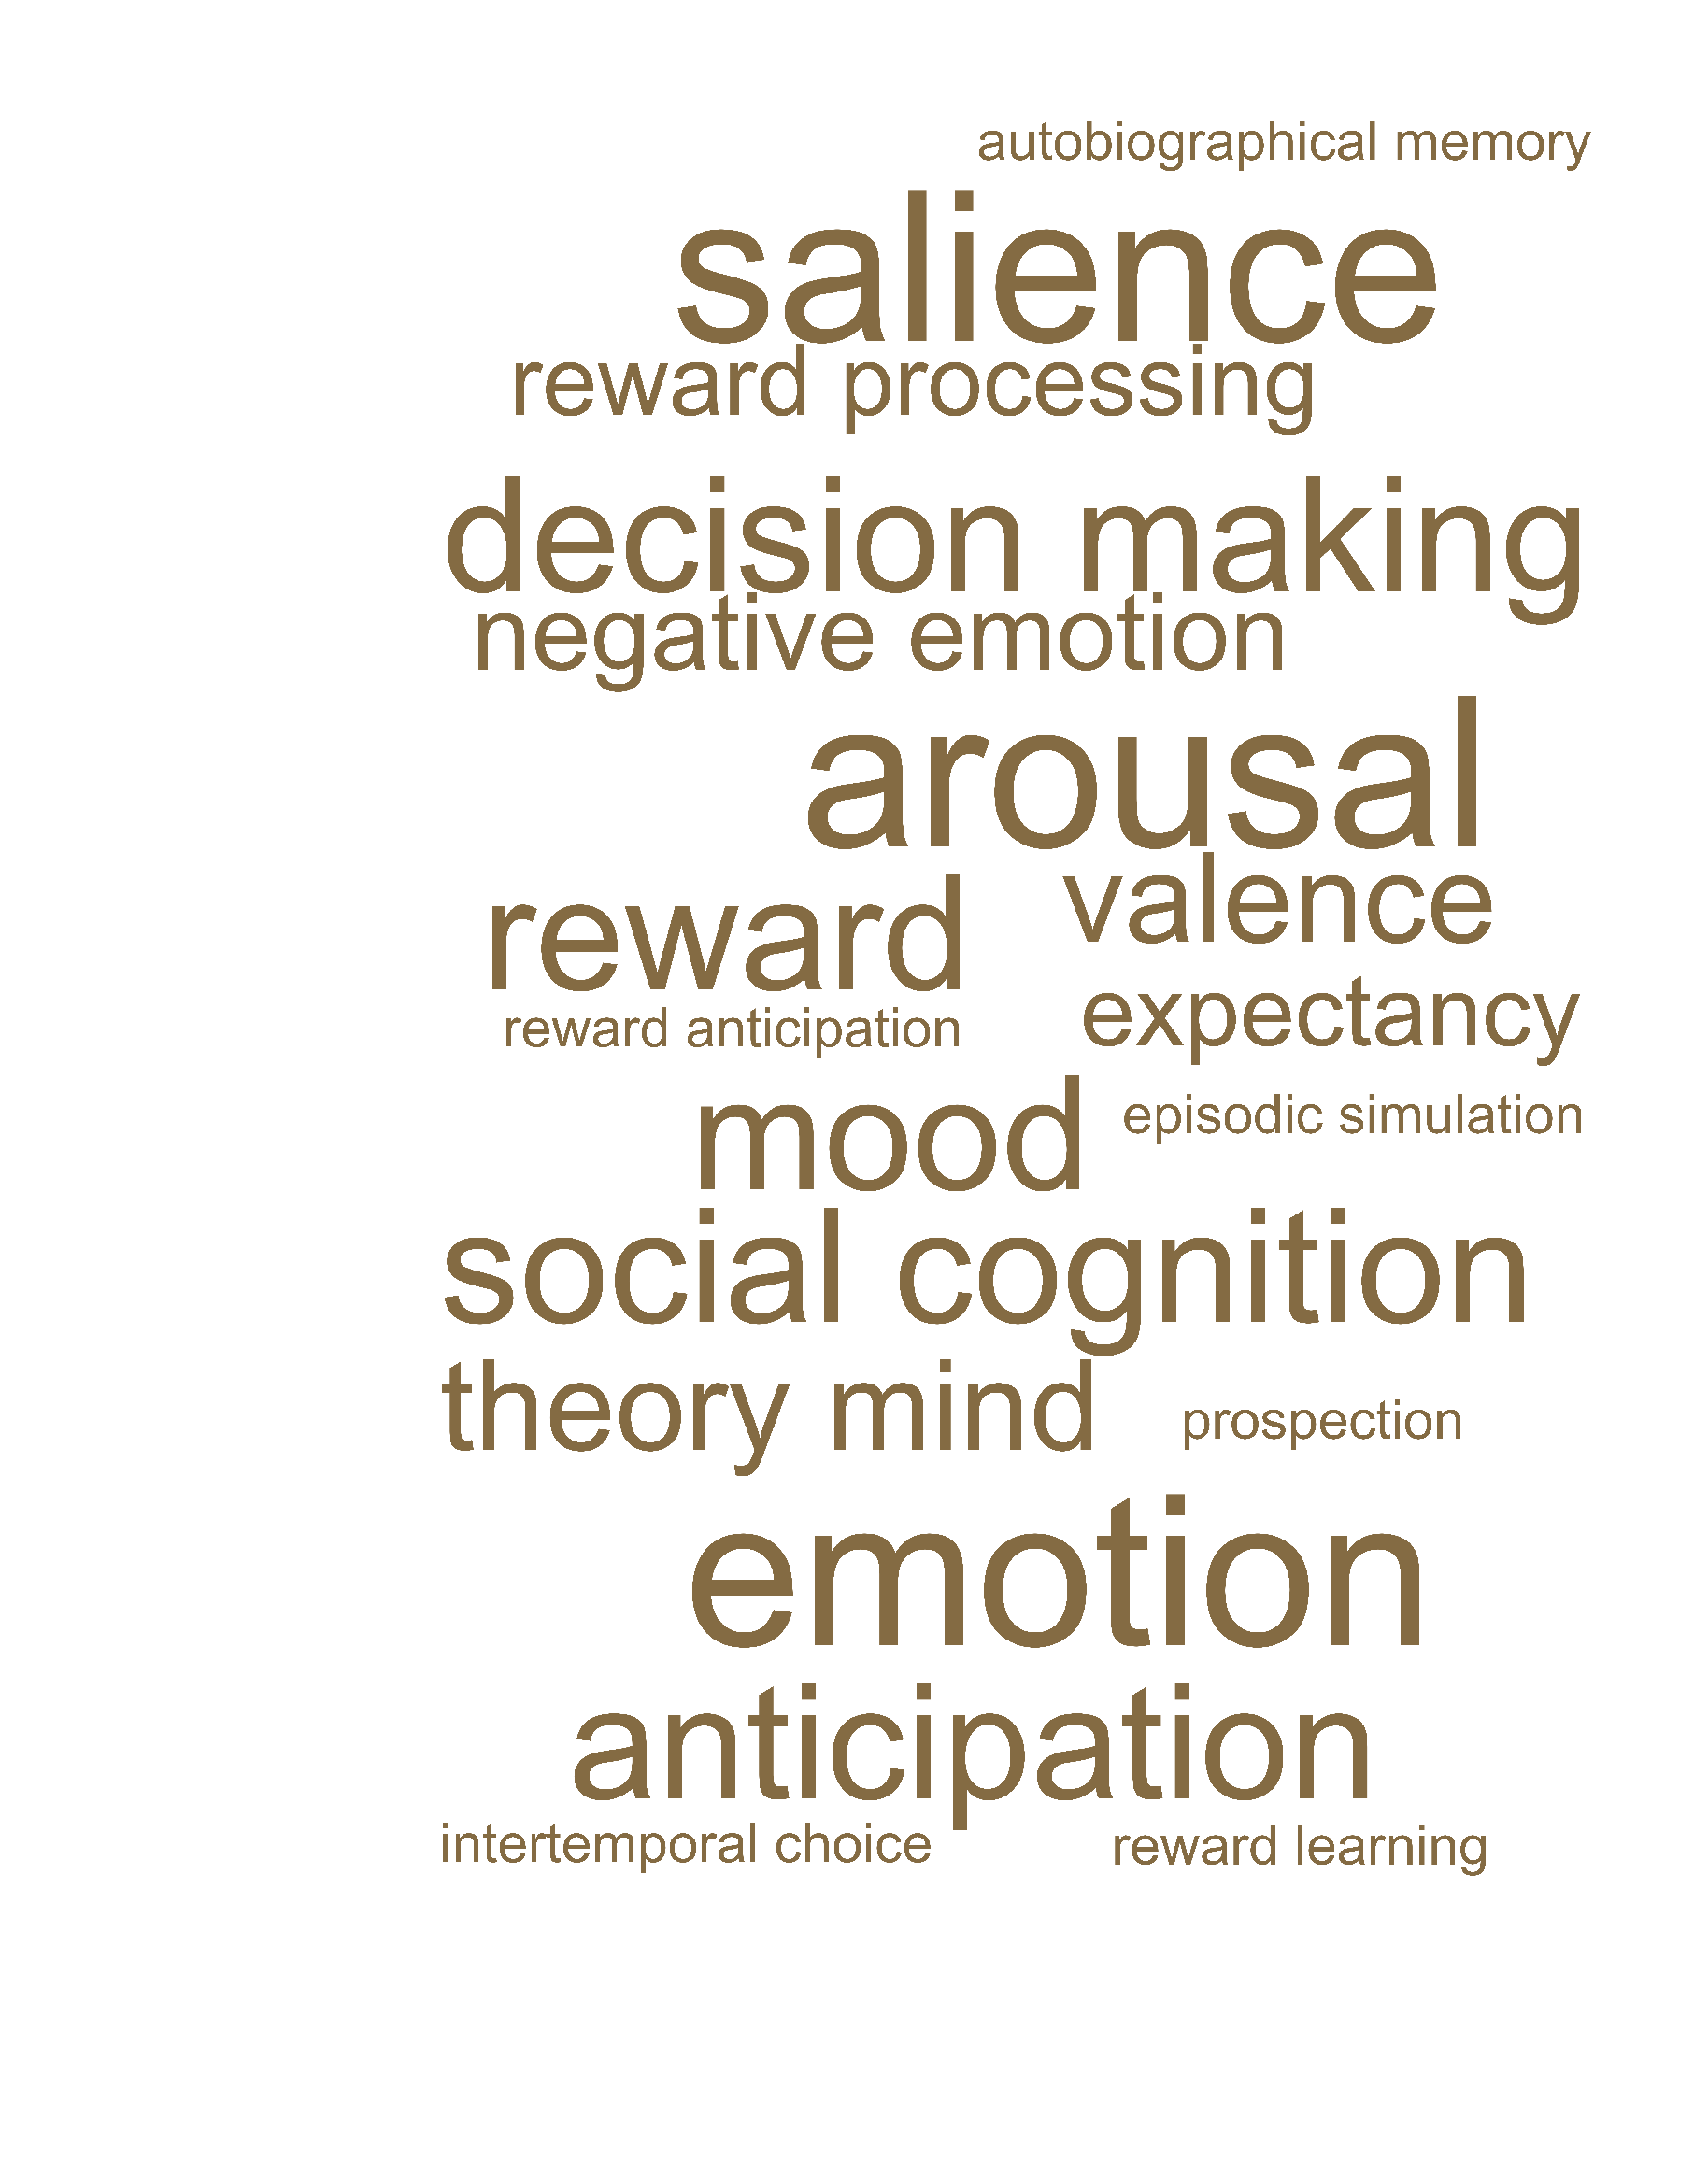 autobiographical memory
salience
reward processing
decision making
negative emotion
arousal
valence
reward
expectancy
reward anticipation
mood
episodic simulation
social cognition
theory mind
prospection
emotion
anticipation
intertemporal choice
reward learning